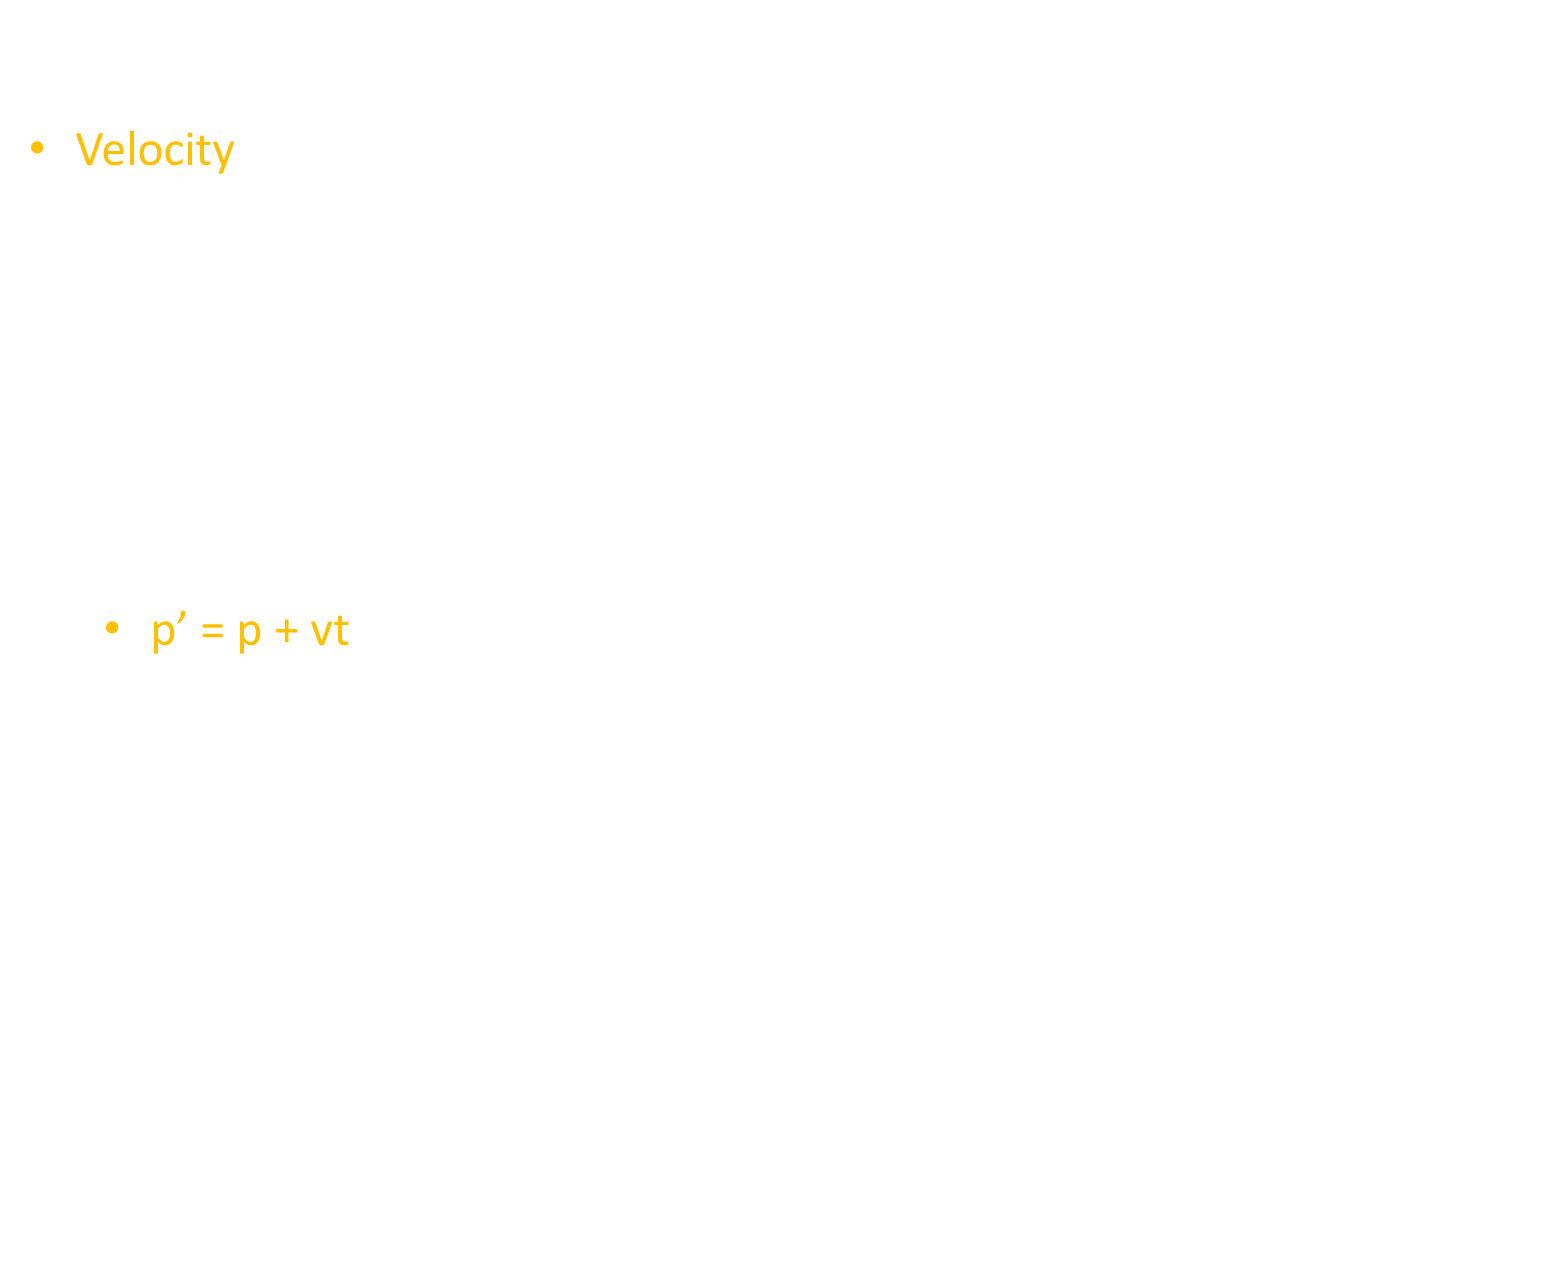 • Velocity
• p′ = p + vt